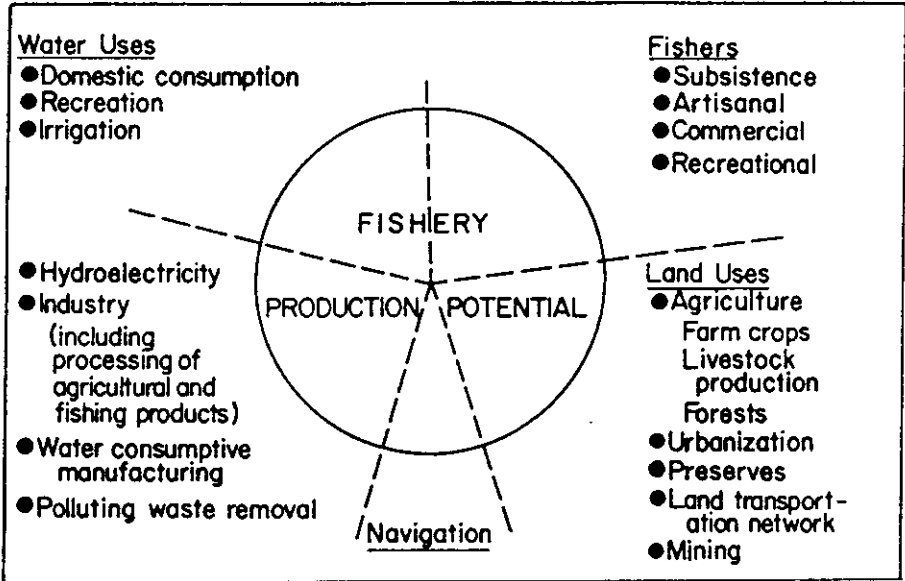 Water Uses
●Domestic consumption
●Recreation
●Irrigation
Fishers
●Subsistence
●Artisanal
●Commercial
●Recreational
FISHERY
PRODUCTION POTENTIAL
●Hydroelectricity
●Industry
(including
processing of
agricultural and
fishing products)
●Water consumptive
manufacturing
●Polluting waste removal
Navigation
Land Uses
●Agriculture
Farm crops
Livestock
production
Forests
●Urbanization
●Preserves
●Land transport-
ation network
●Mining